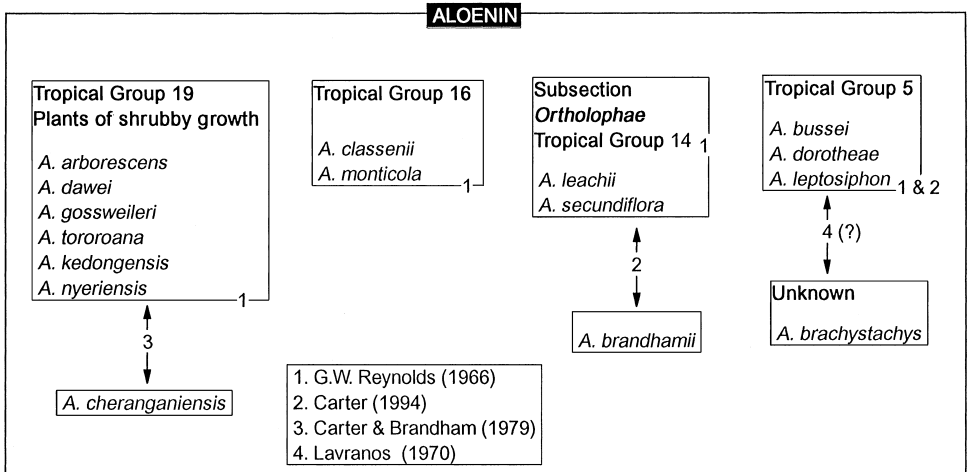 ALOENIN
Tropical Group 19
Plants of shrubby growth
A. arborescens
A. dawei
A. gossweileri
A. tororoana
A. kedongensis
A. nyeriensis
1
3
A. cheranganiensis
Tropical Group 16
A. classenii
A. monticola
1
Subsection
Ortholophae
Tropical Group 14 1
A. leachii
A. secundiflora
2
A. brandhamii
Tropical Group 5
A. bussei
A. dorotheae
A. leptosiphon
1 & 2
4 (?)
Unknown
A. brachystachys
1. G.W. Reynolds (1966)
2. Carter (1994)
3. Carter & Brandham (1979)
4. Lavranos (1970)